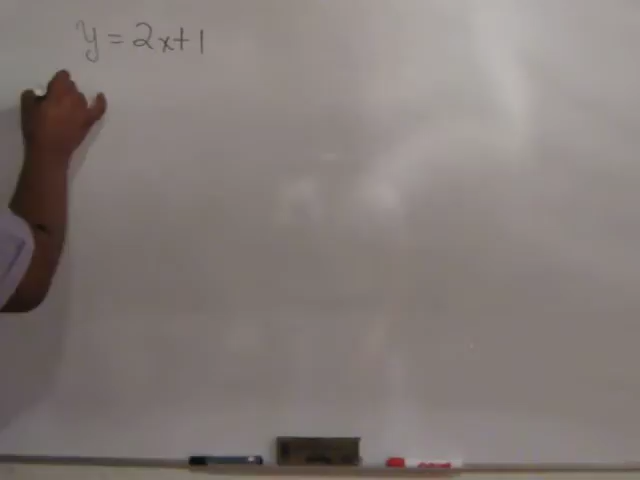 y = 2x+1